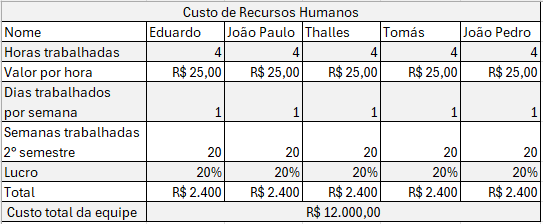 Custo de Recursos Humanos
Nome Eduardo João Paulo Thalles Tomás João Pedro
Horas trabalhadas 4 4 4 4 4
Valor por hora R$ 25,00 R$ 25,00 R$ 25,00 R$ 25,00 R$ 25,00
Dias trabalhados
por semana 1 1 1 1 1
Semanas trabalhadas
2º semestre 20 20 20 20 20
Lucro 20% 20% 20% 20% 20%
Total R$ 2.400 R$ 2.400 R$ 2.400 R$ 2.400 R$ 2.400
Custo total da equipe R$ 12.000,00